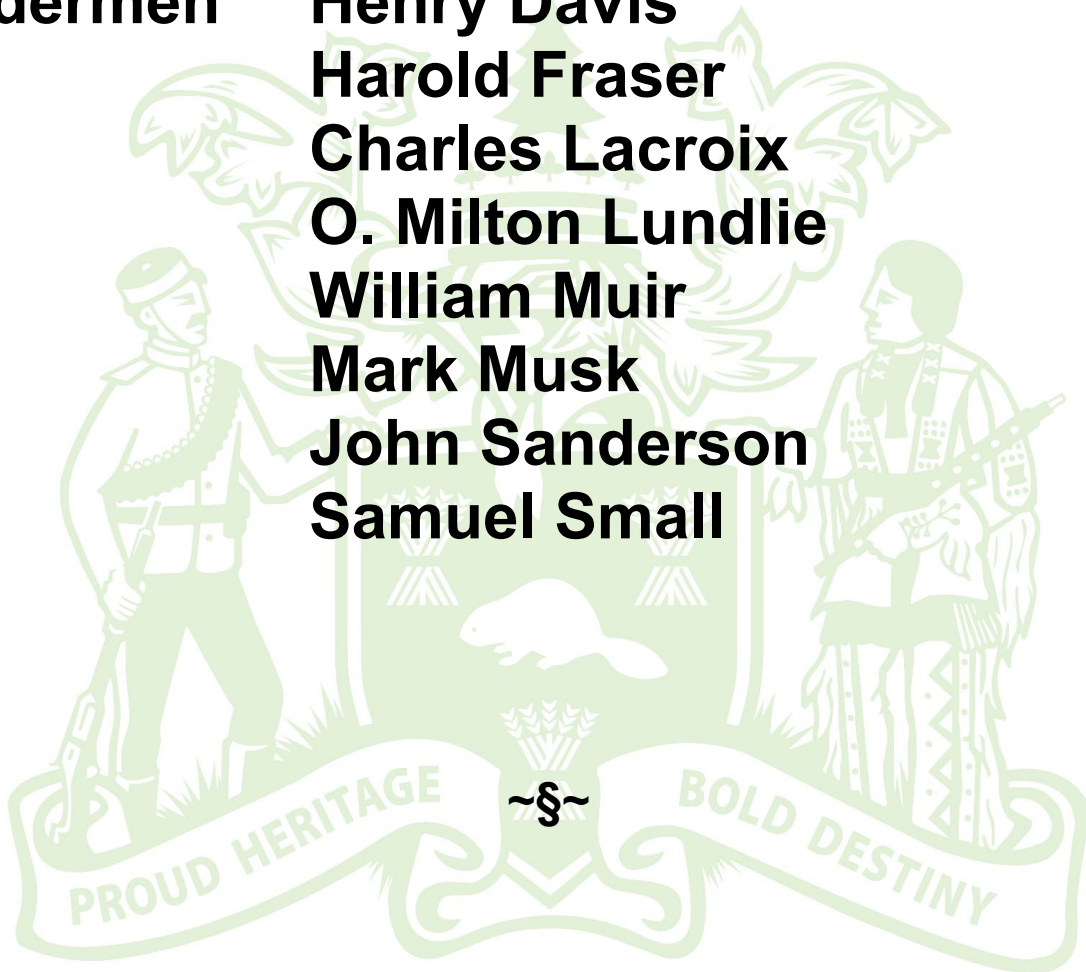 dermen Henry Davis
Harold Fraser
Charles Lacroix
O. Milton Lundlie
William Muir
Mark Musk
John Sanderson
Samuel Small
~§~
PROUD HERITAGE BOLD DESTINY